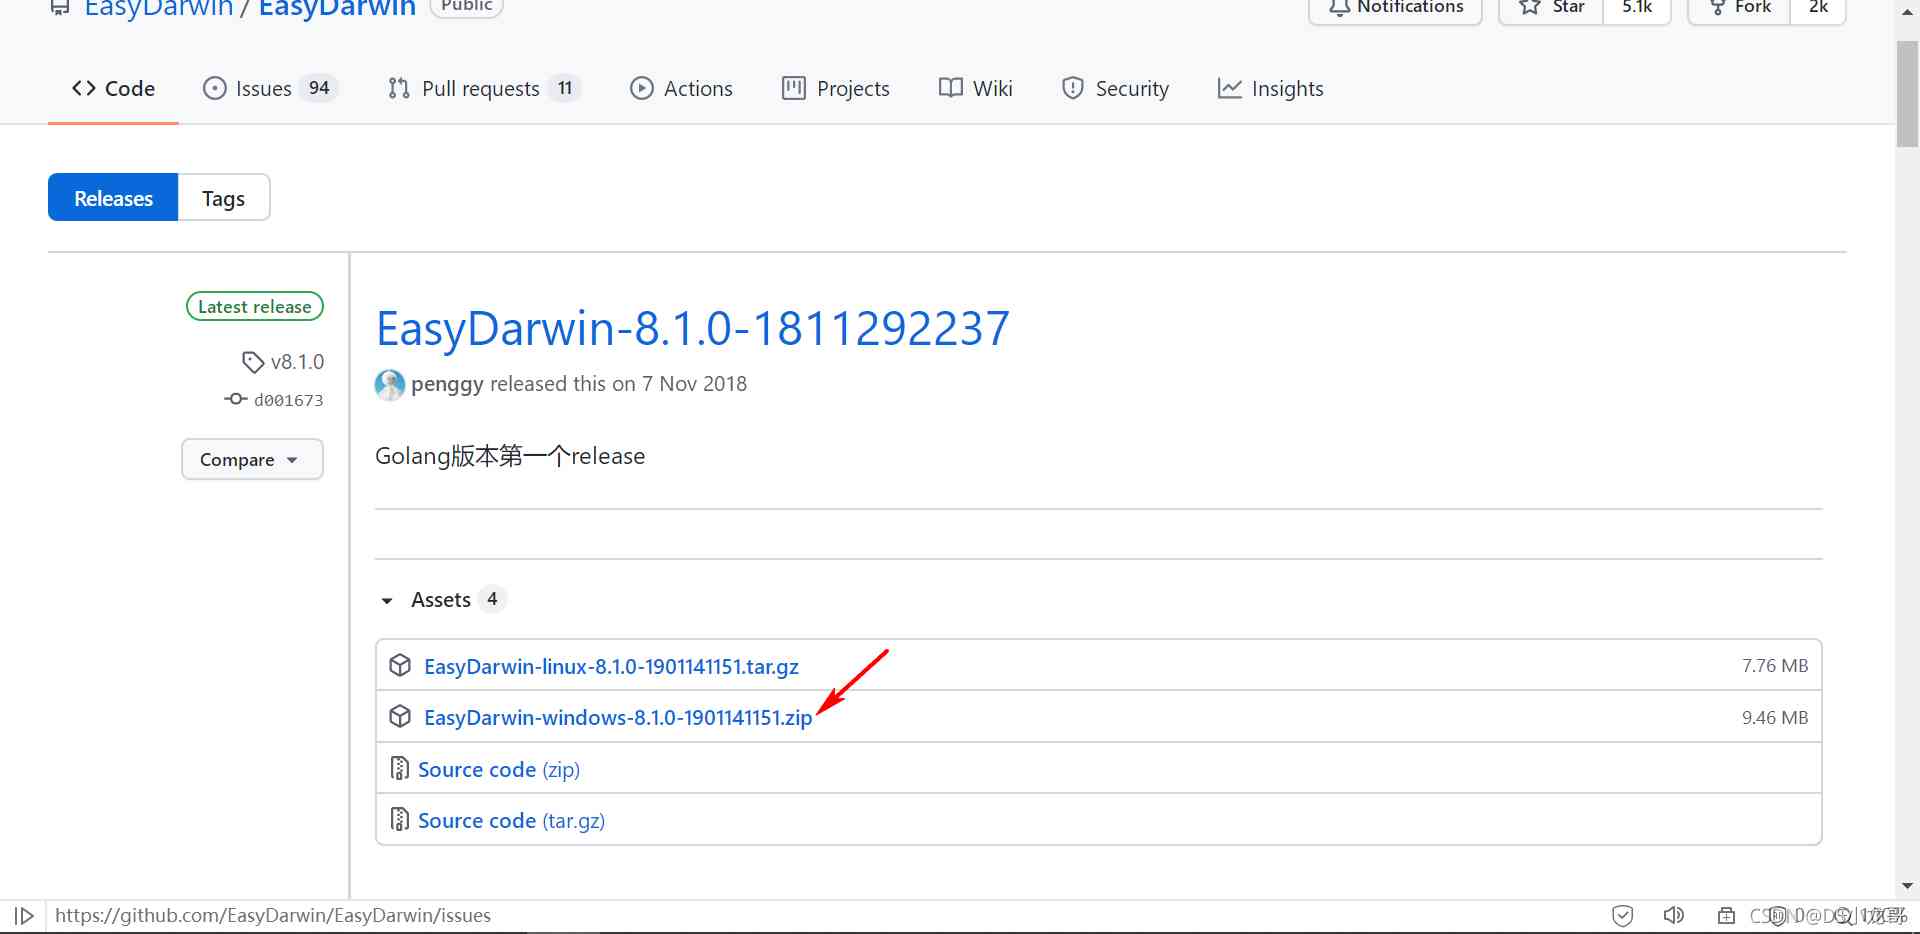 EasyDarwin / EasyDarwin Public
Notifications Star 5.1k Fork 2k
Code Issues 94 Pull requests 11 Actions Projects Wiki Security Insights
Releases Tags
Latest release
v8.1.0
d001673
Compare
EasyDarwin-8.1.0-1811292237
penggy released this on 7 Nov 2018
Golang版本第一个release
Assets 4
EasyDarwin-linux-8.1.0-1901141151.tar.gz 7.76 MB
EasyDarwin-windows-8.1.0-1901141151.zip 9.46 MB
Source code (zip)
Source code (tar.gz)
https://github.com/EasyDarwin/EasyDarwin/issues